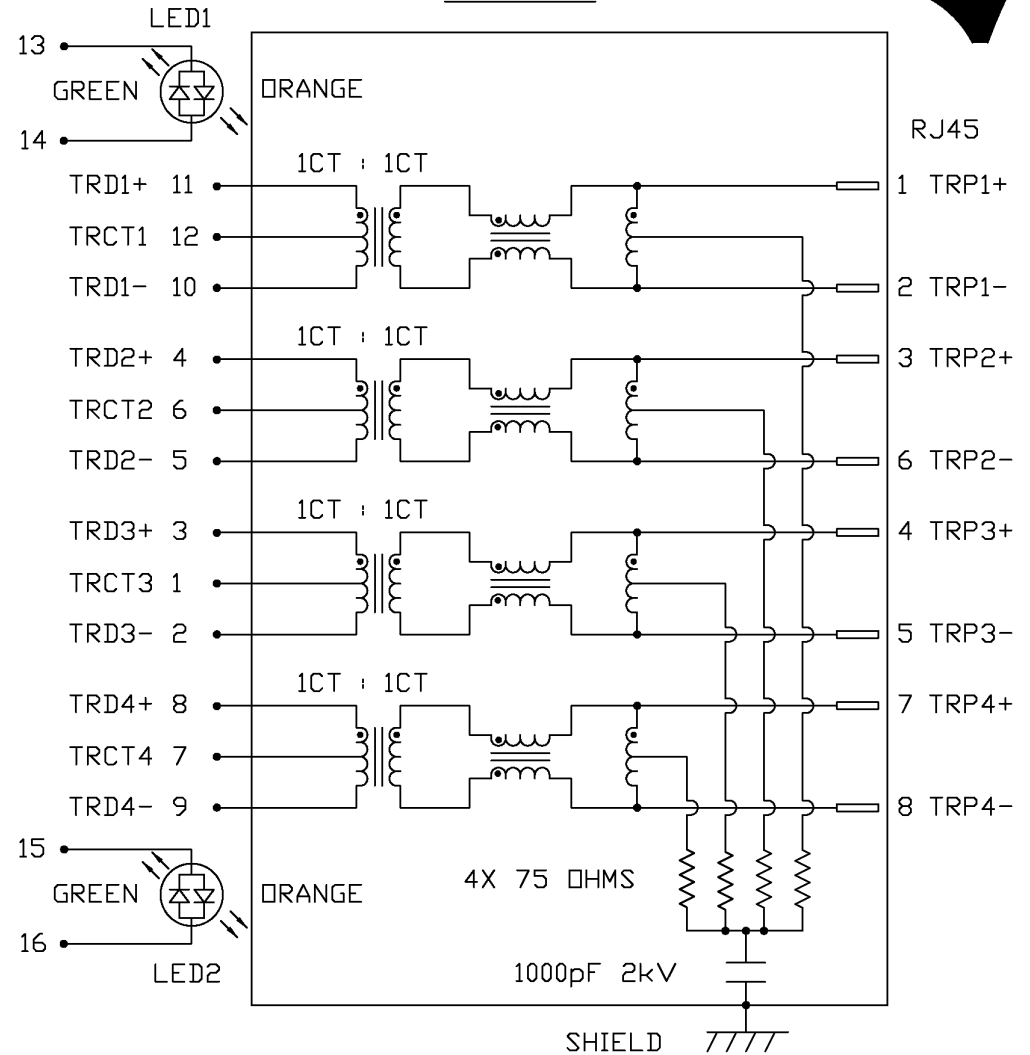 LED1
13
GREEN ORANGE
14
RJ45
1CT : 1CT
TRD1+ 11 1 TRP1+
TRCT1 12
TRD1- 10 2 TRP1-
1CT : 1CT
TRD2+ 4 3 TRP2+
TRCT2 6
TRD2- 5 6 TRP2-
1CT : 1CT
TRD3+ 3 4 TRP3+
TRCT3 1
TRD3- 2 5 TRP3-
1CT : 1CT
TRD4+ 8 7 TRP4+
TRCT4 7
TRD4- 9 8 TRP4-
15
GREEN ORANGE
4X 75 OHMS
16
LED2
1000pF 2kV
SHIELD